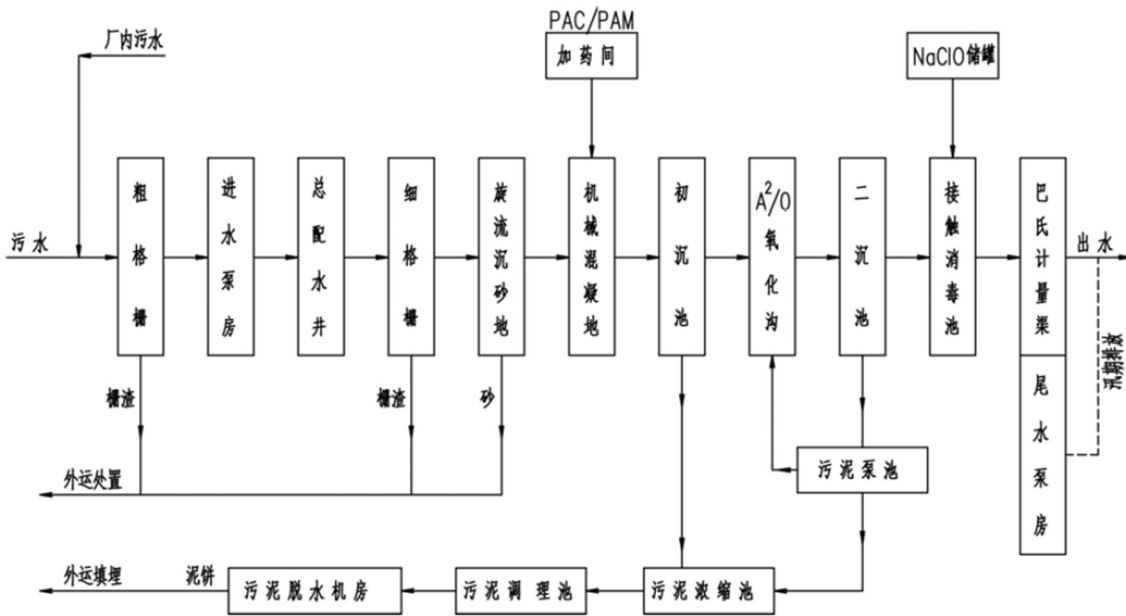 PAC/PAM
加药间
NaClO储罐
厂内污水
污水
粗格栅
进水泵房
总配水井
细格栅
旋流沉砂地
机械混凝地
初沉池
A²/O氧化沟
二沉池
接触消毒池
巴氏计量渠
出水
尾水泵房
汛期排放
栅渣
栅渣
砂
外运处置
污泥泵池
外运填埋
泥饼
污泥脱水机房
污泥调理池
污泥浓缩池